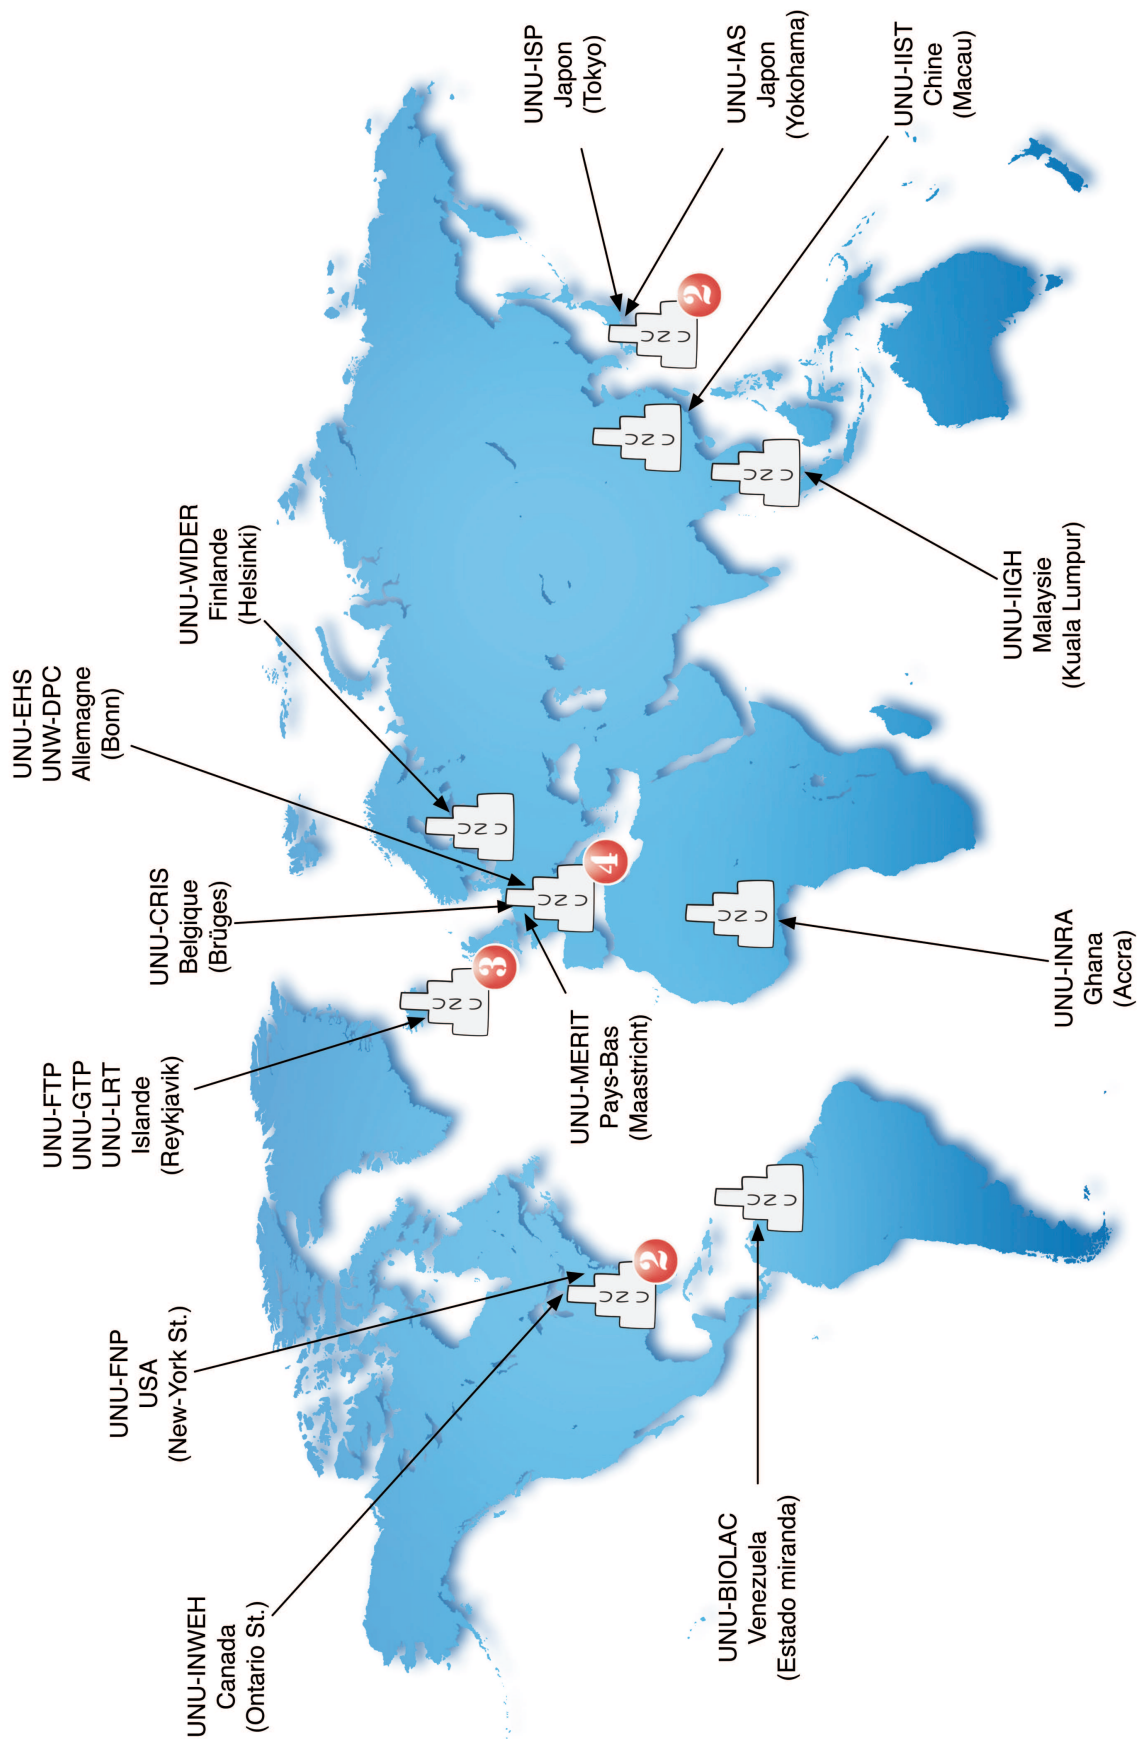 UNU-EHS
UNW-DPC
Allemagne
(Bonn)
UNU-FTP
UNU-GTP
UNU-LRT
Islande
(Reykjavik)
UNU-FNP
USA
(New-York St.)
UNU-CRIS
Belgique
(Brüges)
UNU-WIDER
Finlande
(Helsinki)
UNU-INWEH
Canada
(Ontario St.)
UNU
3
UNU
UNU
4
UNU-ISP
Japon
(Tokyo)
UNU-MERIT
Pays-Bas
(Maastricht)
UNU
2
UNU
UNU
2
UNU-IAS
Japon
(Yokohama)
UNU
UNU
UNU
UNU-BIOLAC
Venezuela
(Estado miranda)
UNU-IIST
Chine
(Macau)
UNU-IIGH
Malaysie
(Kuala Lumpur)
UNU-INRA
Ghana
(Accra)